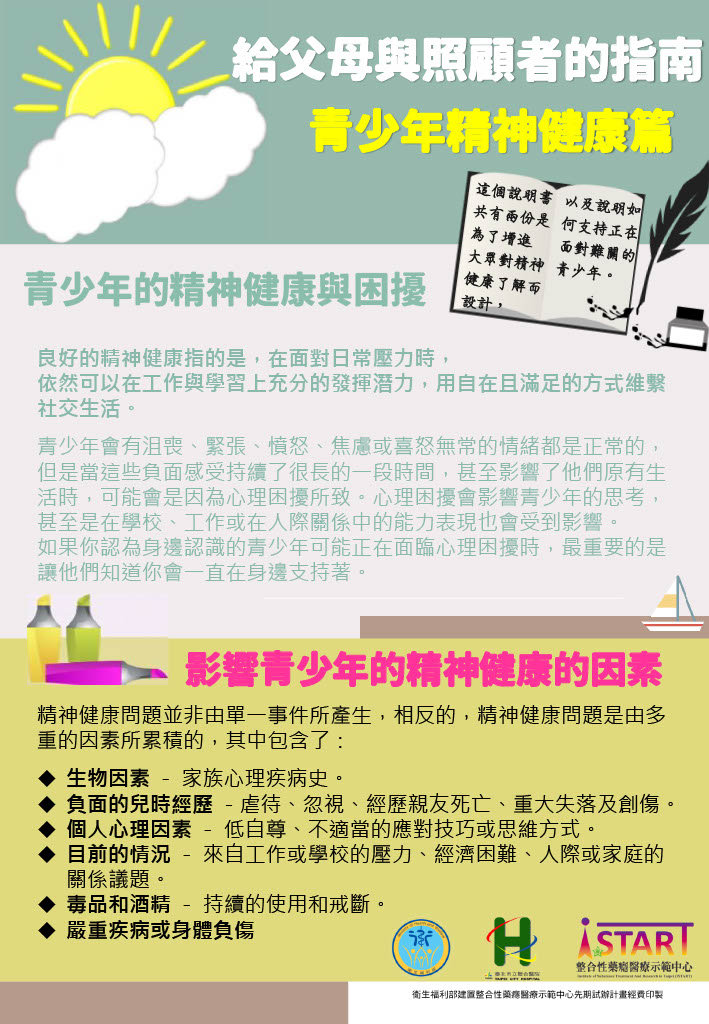 給父母與照顧者的指南
青少年精神健康篇
這個說明書
共有兩份是
為了增進
大眾對精神
健康了解而
設計，
以及說明如
何支持正在
面對難關的
青少年。
青少年的精神健康與困擾
良好的精神健康指的是，在面對日常壓力時，
依然可以在工作與學習上充分的發揮潛力，用自在且滿足的方式維繫
社交生活。
青少年會有沮喪、緊張、憤怒、焦慮或喜怒無常的情緒都是正常的，
但是當這些負面感受持續了很長的一段時間，甚至影響了他們原有生
活時，可能會是因為心理困擾所致。心理困擾會影響青少年的思考，
甚至是在學校、工作或在人際關係中的能力表現也會受到影響。
如果你認為身邊認識的青少年可能正在面臨心理困擾時，最重要的是
讓他們知道你會一直在身邊支持著。
影響青少年的精神健康的因素
精神健康問題並非由單一事件所產生，相反的，精神健康問題是由多
重的因素所累積的，其中包含了：
◆ 生物因素 － 家族心理疾病史。
◆ 負面的兒時經歷 －虐待、忽視、經歷親友死亡、重大失落及創傷。
◆ 個人心理因素 － 低自尊、不適當的應對技巧或思維方式。
◆ 目前的情況 － 來自工作或學校的壓力、經濟困難、人際或家庭的
關係議題。
◆ 毒品和酒精 － 持續的使用和戒斷。
◆ 嚴重疾病或身體負傷
臺北市立聯合醫院
iSTART
整合性藥癮醫療示範中心
衛生福利部建置整合性藥癮醫療示範中心先期試辦計畫經費印製